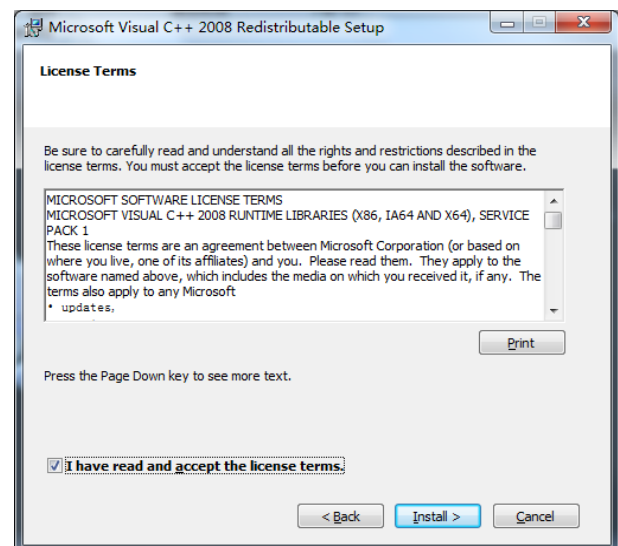 Microsoft Visual C++ 2008 Redistributable Setup
License Terms
Be sure to carefully read and understand all the rights and restrictions described in the
license terms. You must accept the license terms before you can install the software.
MICROSOFT SOFTWARE LICENSE TERMS
MICROSOFT VISUAL C++ 2008 RUNTIME LIBRARIES (X86, IA64 AND X64), SERVICE
PACK 1
These license terms are an agreement between Microsoft Corporation (or based on
where you live, one of its affiliates) and you.  Please read them.  They apply to the
software named above, which includes the media on which you received it, if any.  The
terms also apply to any Microsoft
• updates,
Print
Press the Page Down key to see more text.
I have read and accept the license terms.
< Back
Install >
Cancel